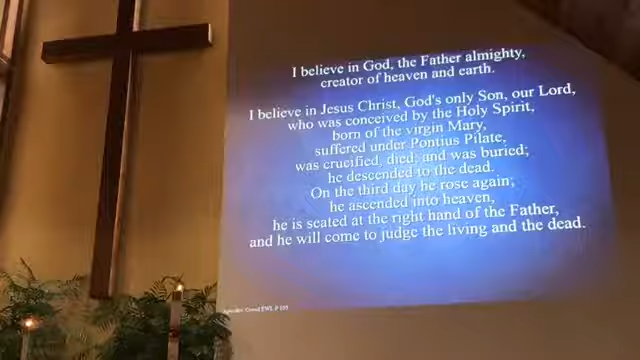 I believe in God, the Father almighty,
creator of heaven and earth.
I believe in Jesus Christ, God's only Son, our Lord,
who was conceived by the Holy Spirit,
born of the virgin Mary,
suffered under Pontius Pilate,
was crucified, died; and was buried;
he descended to the dead.
On the third day he rose again;
he ascended into heaven,
he is seated at the right hand of the Father,
and he will come to judge the living and the dead.
Apostles' Creed ELW, P 105